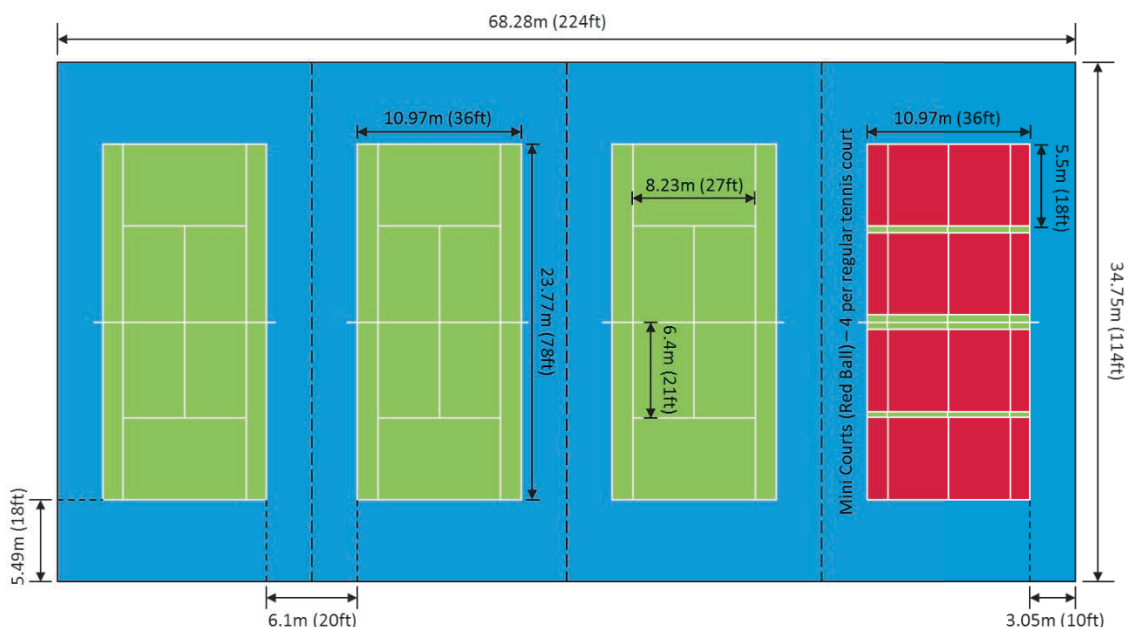 68.28m (224ft)
10.97m (36ft)
10.97m (36ft)
8.23m (27ft)
5.5m (18ft)
23.77m (78ft)
6.4m (21ft)
Mini Courts (Red Ball) – 4 per regular tennis court
34.75m (114ft)
5.49m (18ft)
6.1m (20ft)
3.05m (10ft)